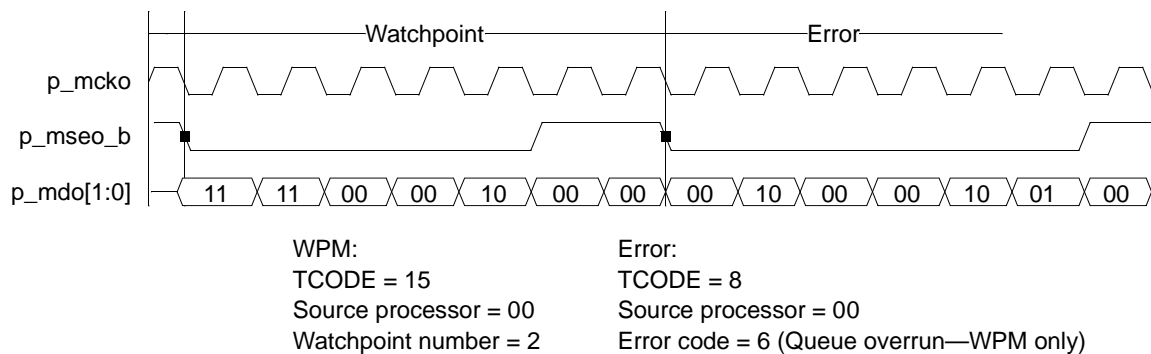 Watchpoint Error
p_mcko
p_mseo_b
p_mdo[1:0] 11 11 00 00 10 00 00 00 10 00 00 10 01 00
WPM: Error:
TCODE = 15 TCODE = 8
Source processor = 00 Source processor = 00
Watchpoint number = 2 Error code = 6 (Queue overrun—WPM only)